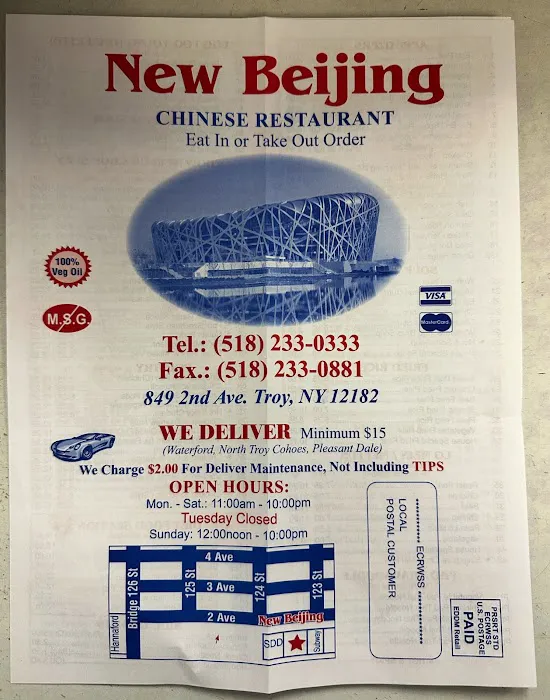 New Beijing
CHINESE RESTAURANT
Eat In or Take Out Order
100%
Veg Oil
M.S.G.
VISA
MasterCard
Tel.: (518) 233-0333
Fax.: (518) 233-0881
849 2nd Ave. Troy, NY 12182
WE DELIVER Minimum $15
(Waterford, North Troy Cohoes, Pleasant Dale)
We Charge $2.00 For Deliver Maintenance, Not Including TIPS
OPEN HOURS:
Mon. - Sat.: 11:00am - 10:00pm
Tuesday Closed
Sunday: 12:00noon - 10:00pm
4 Ave
3 Ave
2 Ave
Hannaford
Bridge 126 St
125 St
124 St
123 St
New Beijing
SDD
Subway
ECRWSS
LOCAL
POSTAL CUSTOMER
PRSRT STD
ECRWSS
U.S. POSTAGE
PAID
EDDM Retail